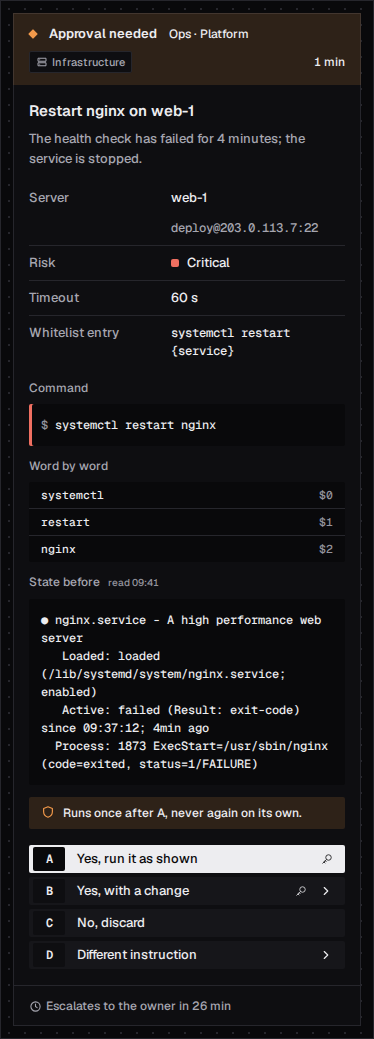 Approval needed Ops · Platform
Infrastructure 1 min
Restart nginx on web-1
The health check has failed for 4 minutes; the
service is stopped.
Server web-1
deploy@203.0.113.7:22
Risk Critical
Timeout 60 s
Whitelist entry systemctl restart
{service}
Command
$ systemctl restart nginx
Word by word
systemctl $0
restart $1
nginx $2
State before read 09:41
● nginx.service - A high performance web
server
Loaded: loaded
(/lib/systemd/system/nginx.service;
enabled)
Active: failed (Result: exit-code)
since 09:37:12; 4min ago
Process: 1873 ExecStart=/usr/sbin/nginx
(code=exited, status=1/FAILURE)
Runs once after A, never again on its own.
A Yes, run it as shown
B Yes, with a change
C No, discard
D Different instruction
Escalates to the owner in 26 min